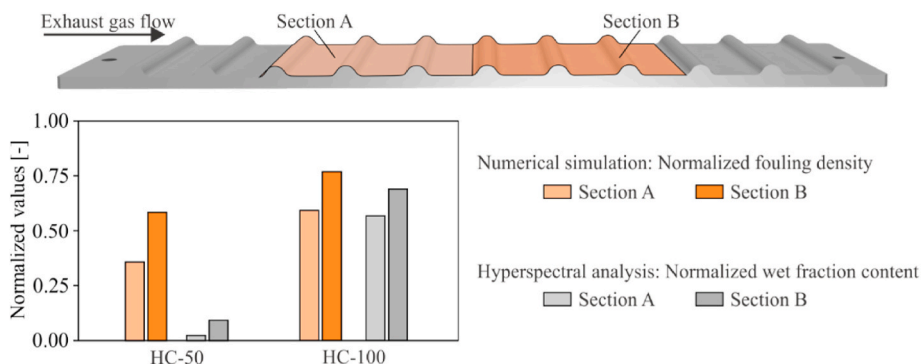 Exhaust gas flow
Section A
Section B
Normalized values [-]
1.00
0.75
0.50
0.25
0.00
HC-50
HC-100
Numerical simulation: Normalized fouling density
Section A
Section B
Hyperspectral analysis: Normalized wet fraction content
Section A
Section B